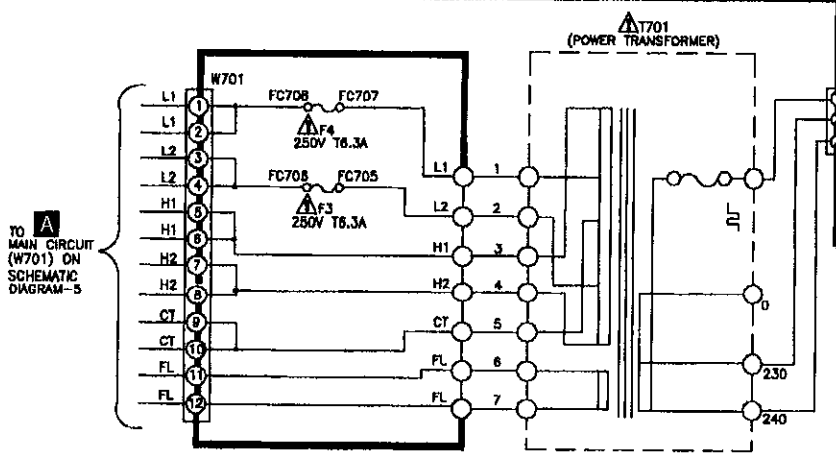 T701
(POWER TRANSFORMER)
W701
L1 1
L1 2
L2 3
L2 4
H1 5
H1 6
H2 7
H2 8
CT 9
CT 10
FL 11
FL 12
TO A
MAIN CIRCUIT
(W701) ON
SCHEMATIC
DIAGRAM-5
FC706 FC707
F4
250V T6.3A
FC705
F3
250V T6.3A
L1 1
L2 2
H1 3
H2 4
CT 5
FL 6
FL 7
0
230
240